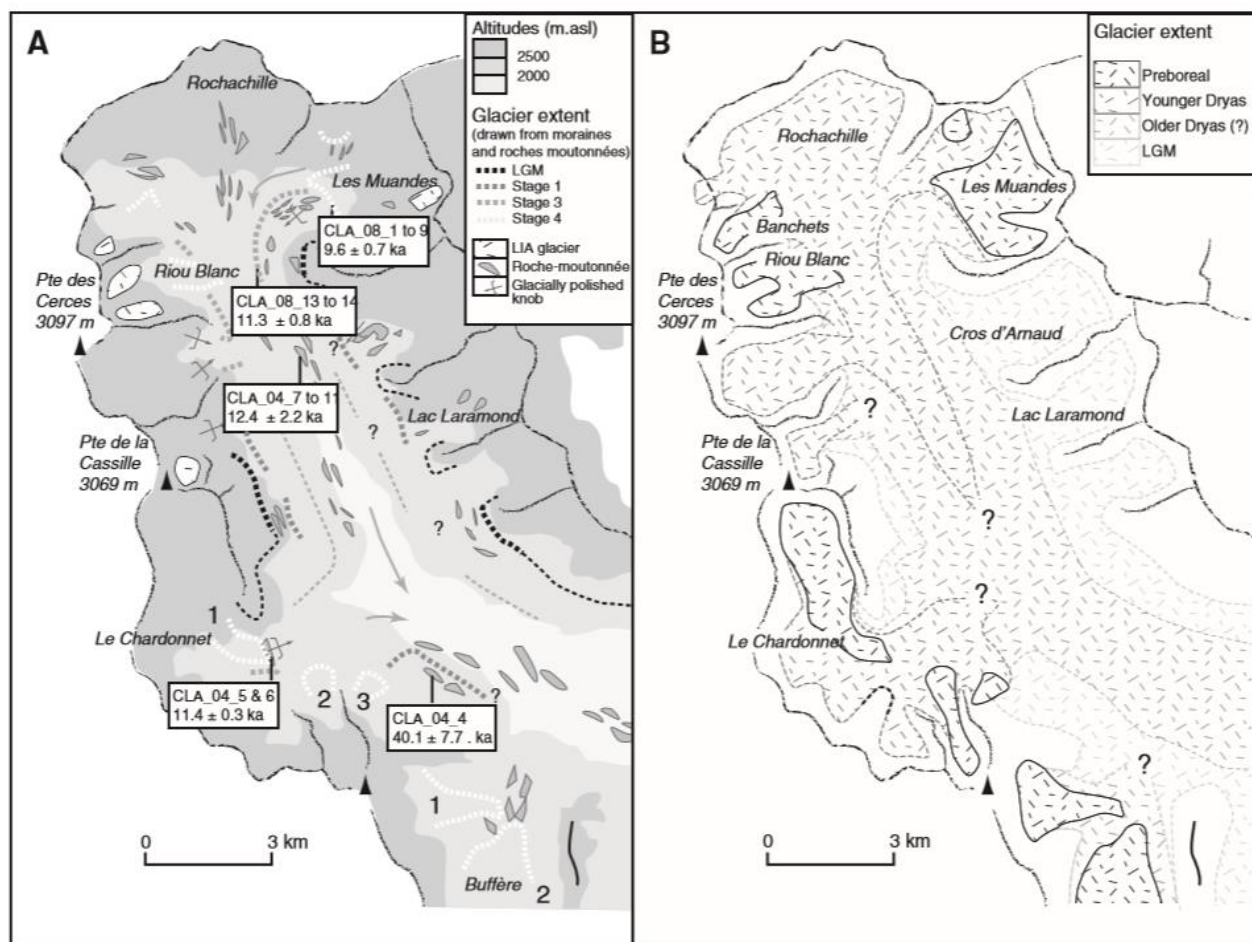 A
Altitudes (m.asl)
2500
2000
Glacier extent
(drawn from moraines
and roches moutonnées)
LGM
Stage 1
Stage 3
Stage 4
LIA glacier
Roche-moutonnée
Glacially polished
knob
Rochachille
Les Muandes
CLA_08_1 to 9
9.6 ± 0.7 ka
Riou Blanc
Pte des
Cerces
3097 m
CLA_08_13 to 14
11.3 ± 0.8 ka
?
CLA_04_7 to 11
12.4 ± 2.2 ka
Lac Laramond
?
Pte de la
Cassille
3069 m
?
1
Le Chardonnet
CLA_04_5 & 6
11.4 ± 0.3 ka
2
3
?
CLA_04_4
40.1 ± 7.7 . ka
1
Buffère
2
0
3 km
B
Glacier extent
Preboreal
Younger Dryas
Older Dryas (?)
LGM
Rochachille
Les Muandes
Banchets
Riou Blanc
Pte des
Cerces
3097 m
Cros d'Arnaud
?
Lac Laramond
Pte de la
Cassille
3069 m
?
?
Le Chardonnet
?
0
3 km